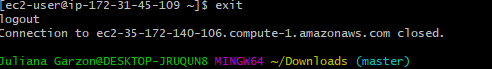 [ec2-user@ip-172-31-45-109 ~]$ exit
logout
Connection to ec2-35-172-140-106.compute-1.amazonaws.com closed.
Juliana Garzon@DESKTOP-JRUQUN8 MINGW64 ~/Downloads (master)